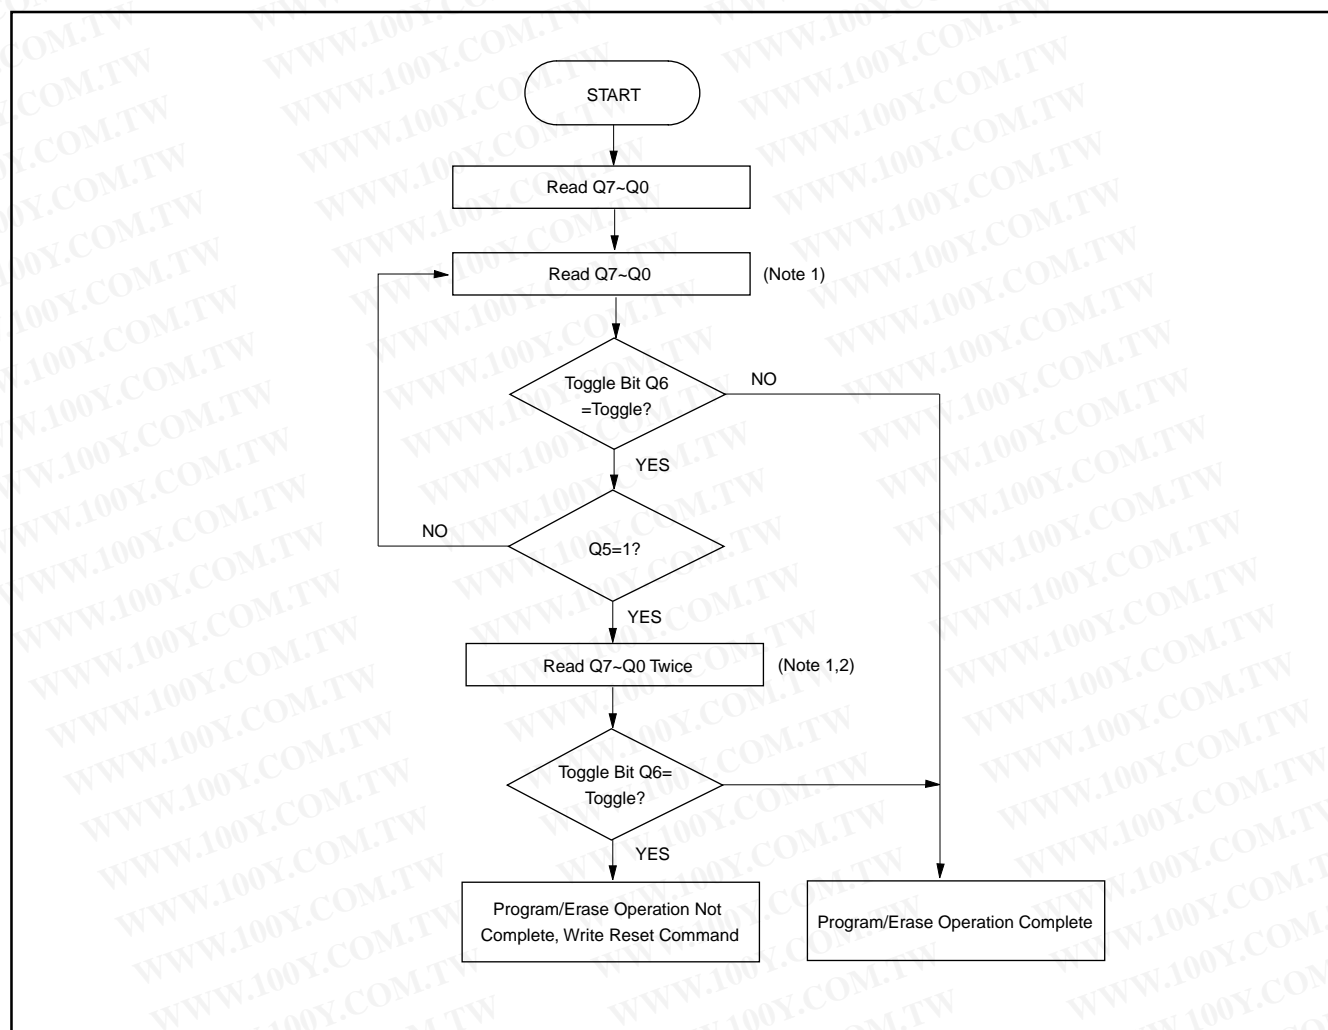 START
Read Q7~Q0
Read Q7~Q0
(Note 1)
Toggle Bit Q6
=Toggle?
NO
YES
NO
Q5=1?
YES
Read Q7~Q0 Twice
(Note 1,2)
Toggle Bit Q6=
Toggle?
YES
Program/Erase Operation Not
Complete, Write Reset Command
Program/Erase Operation Complete
WWW.100Y.COM.TW